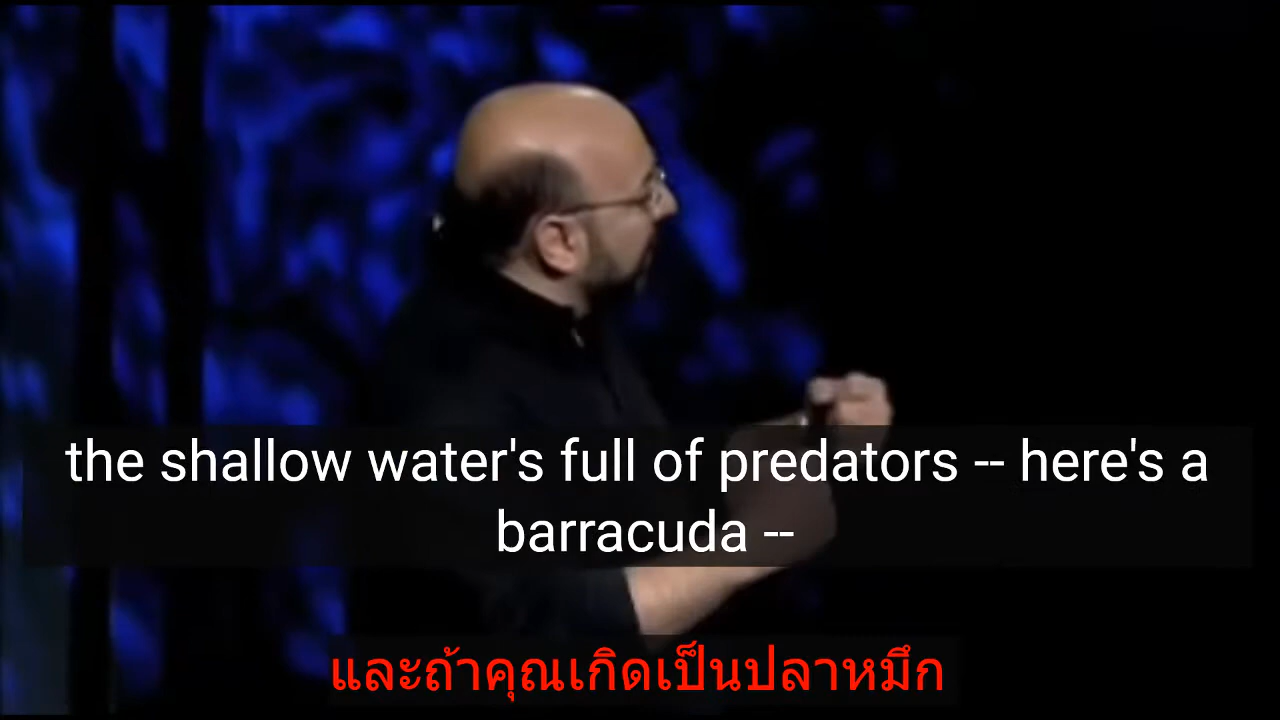 the shallow water's full of predators -- here's a
barracuda --
และถ้าคุณเกิดเป็นปลาหมึก